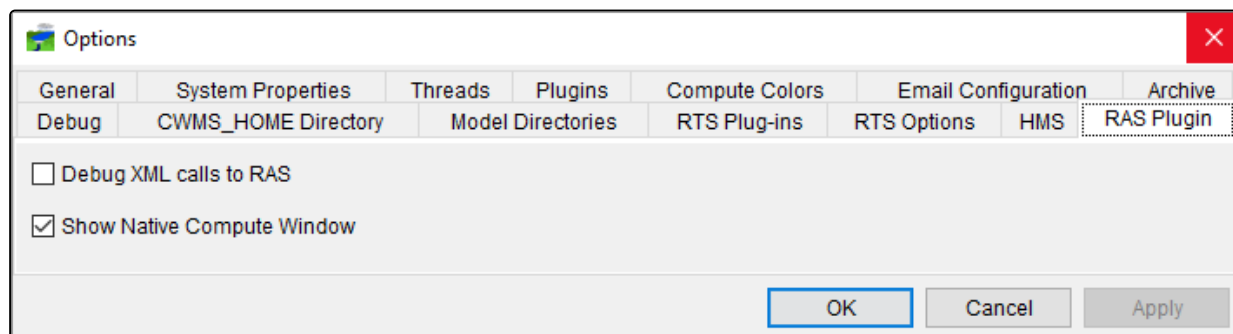 Options
General System Properties Threads Plugins Compute Colors Email Configuration Archive
Debug CWMS_HOME Directory Model Directories RTS Plug-ins RTS Options HMS RAS Plugin
Debug XML calls to RAS
Show Native Compute Window
OK Cancel Apply